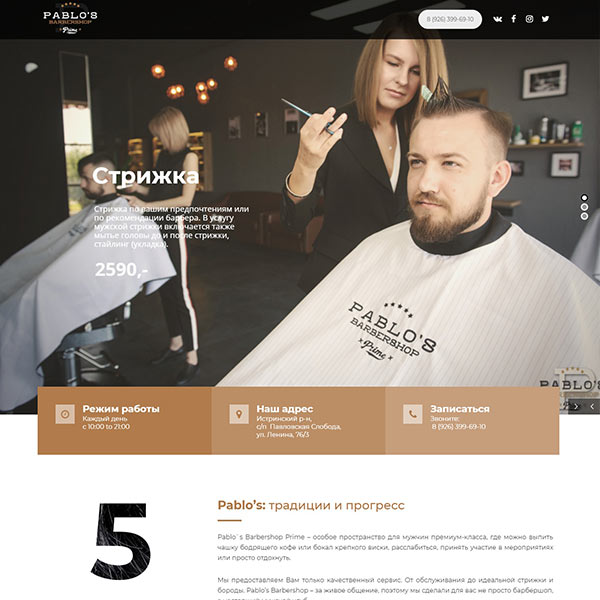 PABLO'S
BARBERSHOP
Prime
8 (926) 399-69-10
Стрижка
Стрижка по вашим предпочтениям или
по рекомендации барбера. В услугу
мужской стрижки включается также
мытье головы до и после стрижки,
стайлинг (укладка).
2590,-
PABLO'S
BARBERSHOP
Prime
PABLO'S
BARBERSHOP
Режим работы
Каждый день
с 10:00 to 21:00
Наш адрес
Истринский р-н,
с/п Павловская Слобода,
ул. Ленина, 76/3
Записаться
Звоните:
8 (926) 399-69-10
5
Pablo's: традиции и прогресс
Pablo`s Barbershop Prime – особое пространство для мужчин премиум-класса, где можно выпить
чашку бодрящего кофе или бокал крепкого виски, расслабиться, принять участие в мероприятиях
или просто отдохнуть.
Мы предоставляем Вам только качественный сервис. От обслуживания до идеальной стрижки и
бороды. Pablo's Barbershop – за живое общение, поэтому мы сделали для вас не просто барбершоп,